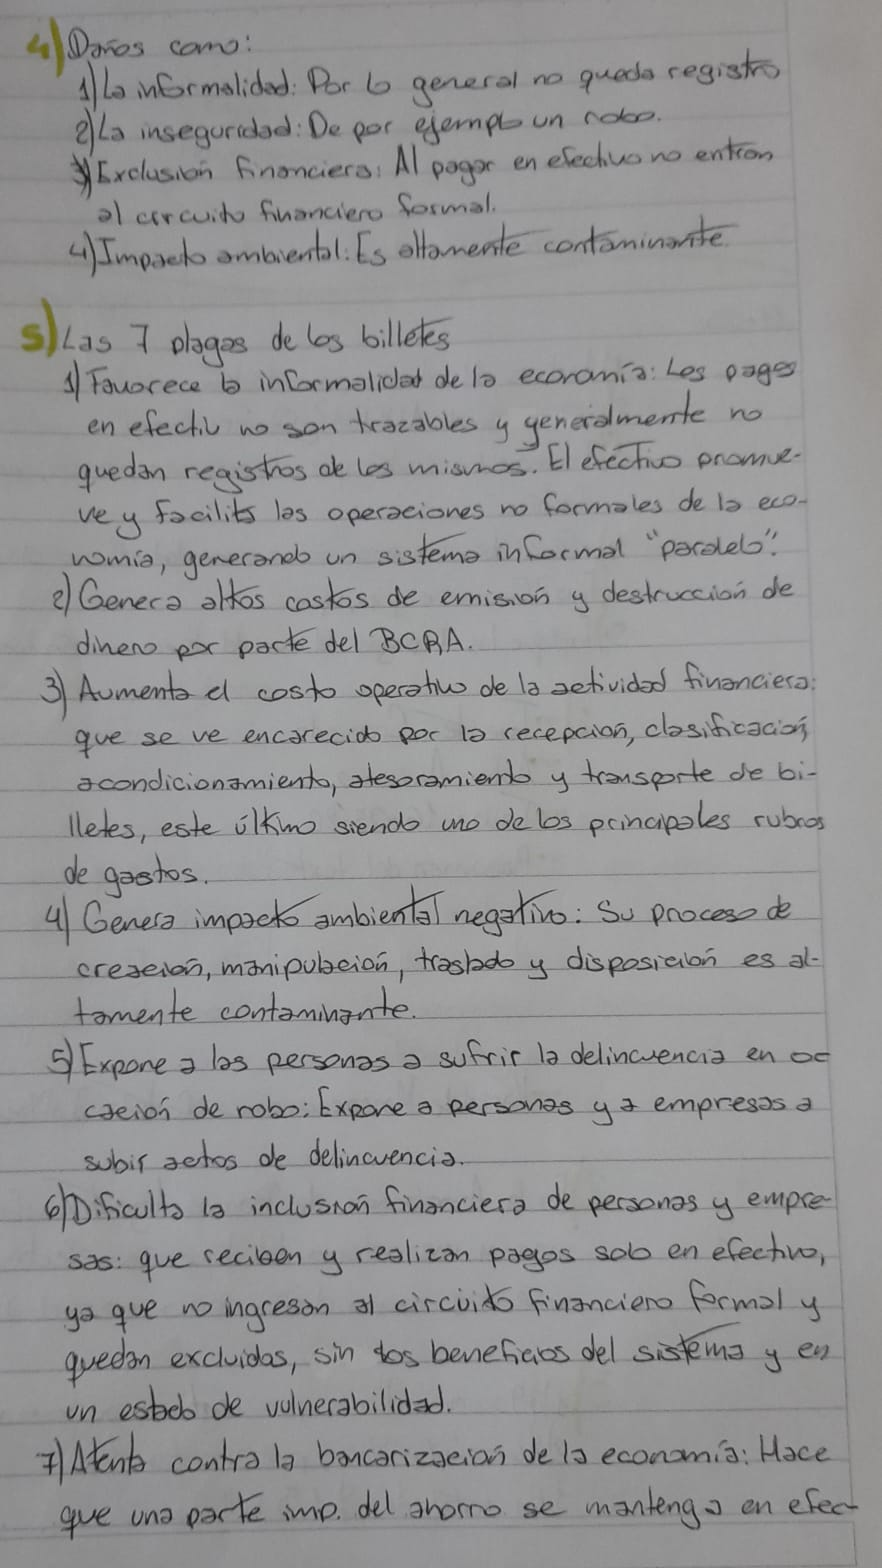 4) Daños como:
1) La informalidad: Por lo general no queda registro
2) La inseguridad: De por ejemplo un robo.
3) Exclusión financiera: Al pagar en efectivo no entran
al circuito financiero formal.
4) Impacto ambiental: Es altamente contaminante.
5) Las 7 plagas de los billetes
1) Favorece la informalidad de la economía: Los pagos
en efectiv no son trazables y generalmente no
quedan registros de los mismos. El efectivo promue-
ve y facilita las operaciones no formales de la eco-
nomía, generando un sistema informal "paralelo".
2) Genera altos costos de emisión y destrucción de
dinero por parte del BCRA.
3) Aumenta el costo operativo de la actividad financiera:
que se ve encarecido por la recepción, clasificación,
acondicionamiento, atesoramiento y transporte de bi-
lletes, este último siendo uno de los principales rubros
de gastos.
4) Genera impacto ambiental negativo: Su proceso de
creación, manipulación, traslado y disposición es al-
tamente contaminante.
5) Expone a las personas a sufrir la delincuencia en oc
cación de robo: Expone a personas y a empresas a
subir actos de delincuencia.
6) Dificulta la inclusión financiera de personas y empre-
sas: que reciben y realizan pagos solo en efectivo,
ya que no ingresan al circuito financiero formal y
quedan excluidas, sin los beneficios del sistema y en
un estado de vulnerabilidad.
7) Atenta contra la bancarización de la economía: Hace
que una parte imp. del ahorro se mantenga en efec-